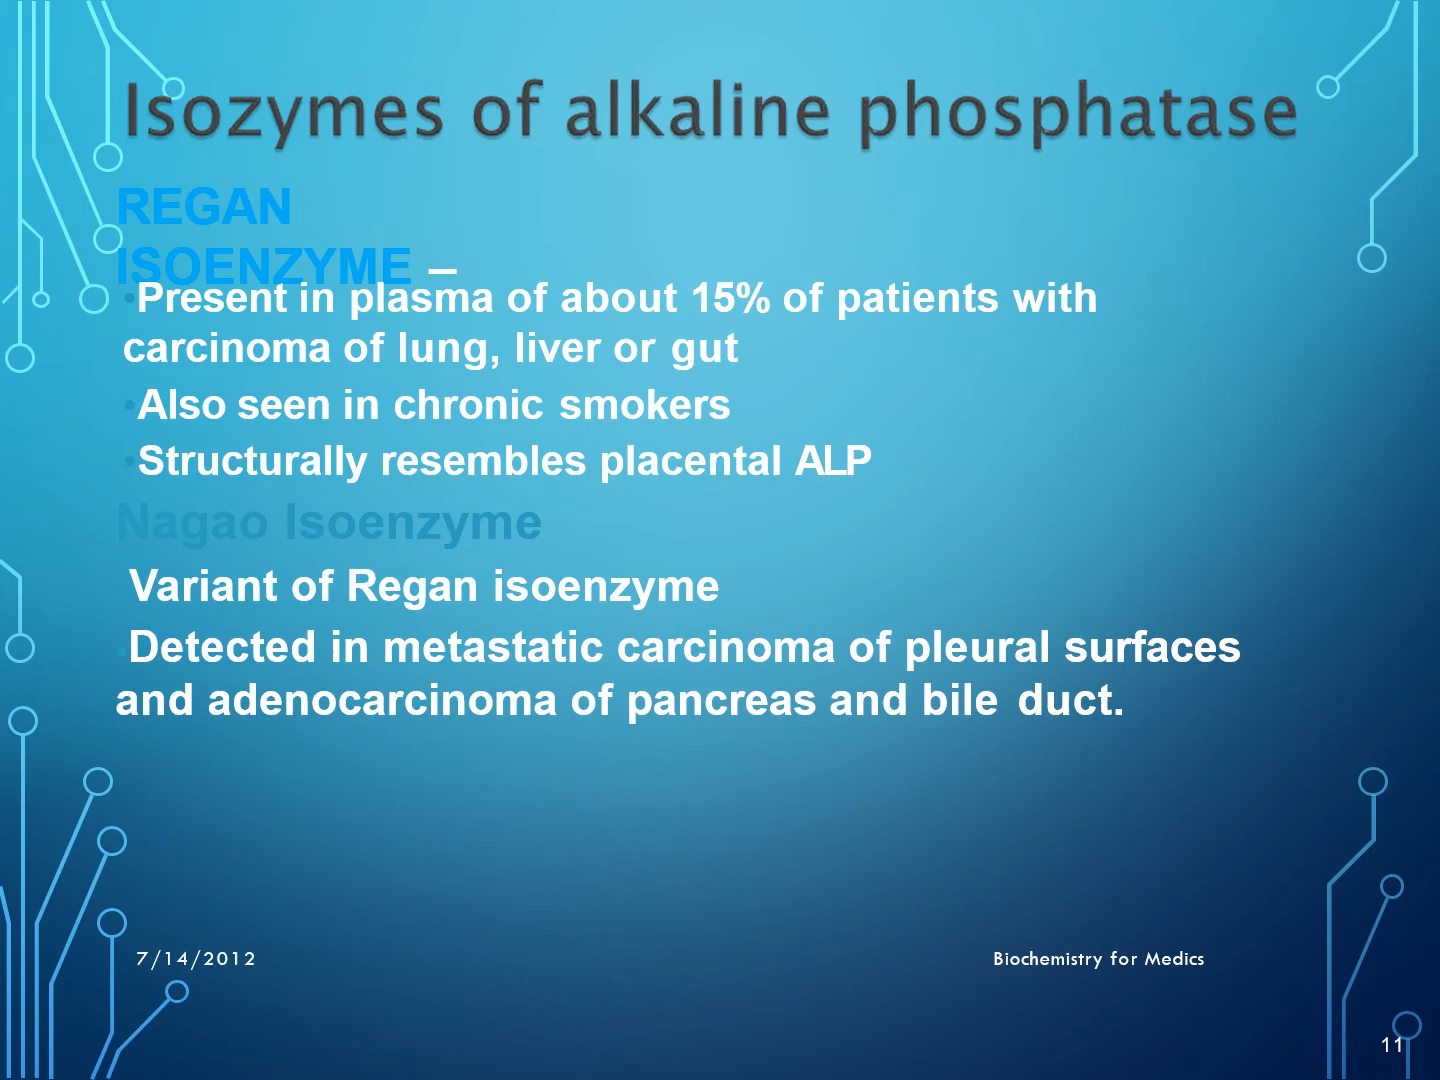 Isozymes of alkaline phosphatase
REGAN
ISOENZYME –
•Present in plasma of about 15% of patients with
carcinoma of lung, liver or gut
•Also seen in chronic smokers
•Structurally resembles placental ALP
Nagao Isoenzyme
Variant of Regan isoenzyme
▪Detected in metastatic carcinoma of pleural surfaces
and adenocarcinoma of pancreas and bile duct.
7/14/2012
Biochemistry for Medics
11